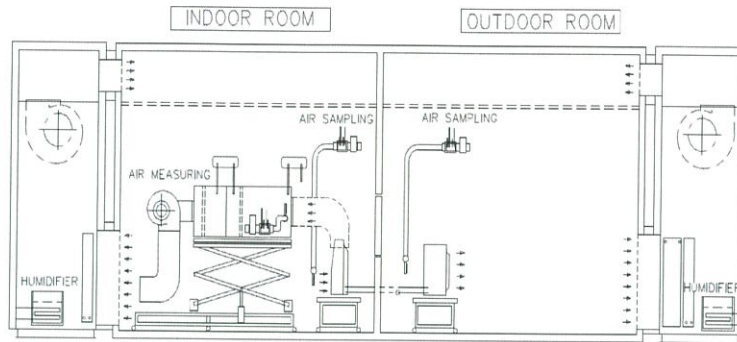 INDOOR ROOM
OUTDOOR ROOM
AIR SAMPLING
AIR SAMPLING
AIR MEASURING
HUMIDIFIER
HUMIDIFIER